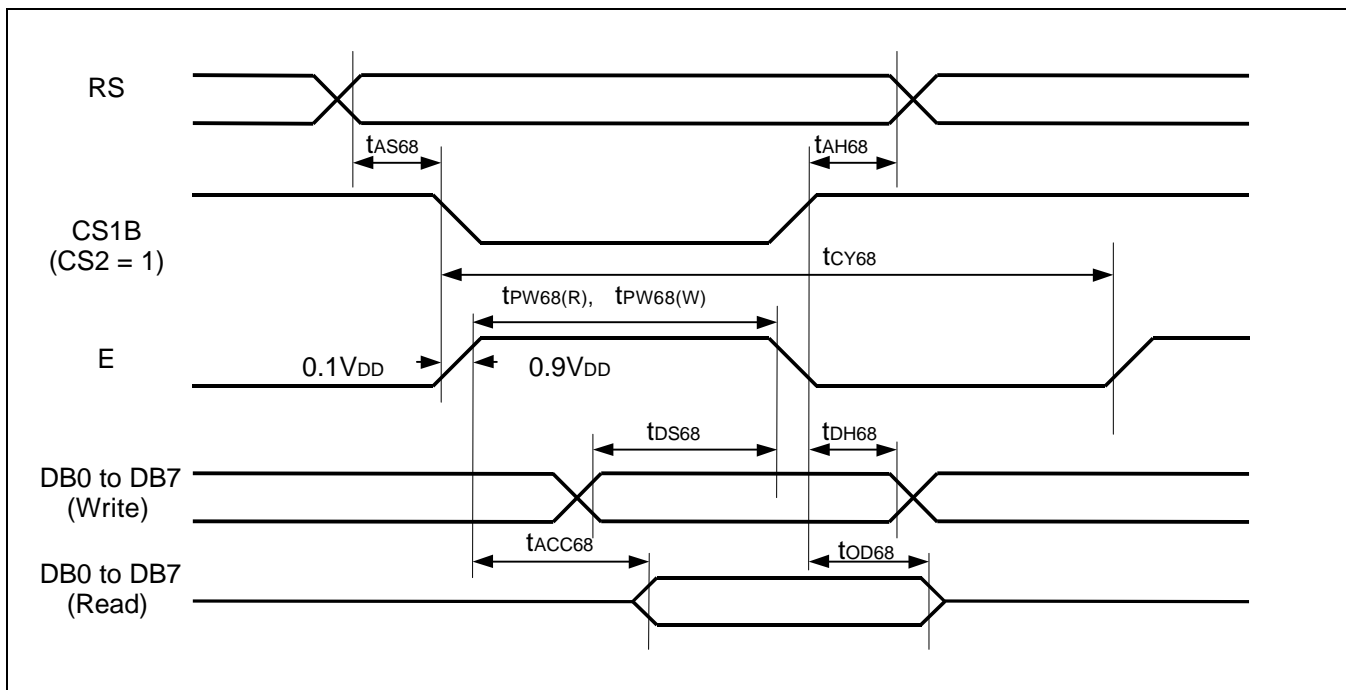 RS
tAS68
tAH68
CS1B
(CS2 = 1)
tCY68
tPW68(R), tPW68(W)
E
0.1VDD
0.9VDD
tDS68
tDH68
DB0 to DB7
(Write)
tACC68
tOD68
DB0 to DB7
(Read)